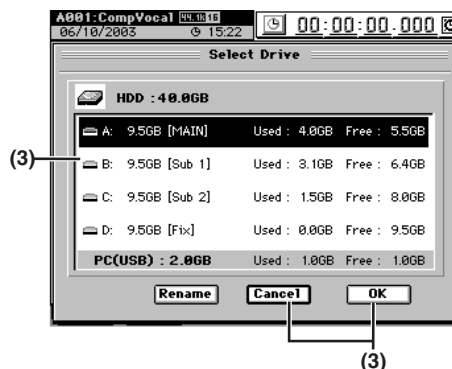 A001:CompVocal 44.1k 16
06/10/2003 15:22 00:00:00.000
Select Drive
HDD :40.0GB
A: 9.5GB [MAIN] Used : 4.0GB Free : 5.5GB
(3)
B: 9.5GB [Sub 1] Used : 3.1GB Free : 6.4GB
C: 9.5GB [Sub 2] Used : 1.5GB Free : 8.0GB
D: 9.5GB [Fix] Used : 0.0GB Free : 9.5GB
PC(USB) : 2.0GB Used : 1.0GB Free : 1.0GB
Rename Cancel OK
(3)